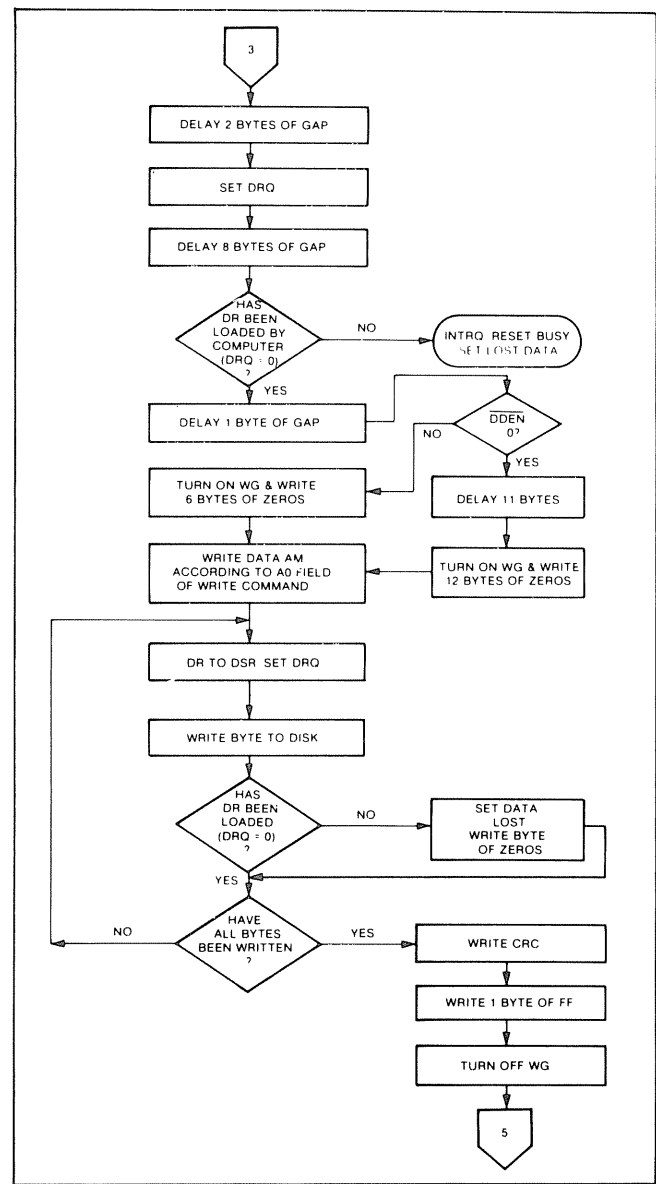 3
DELAY 2 BYTES OF GAP
SET DRQ
DELAY 8 BYTES OF GAP
HAS
DR BEEN
LOADED BY
COMPUTER
(DRQ = 0)
?
NO
INTRQ RESET BUSY
SET LOST DATA
YES
DELAY 1 BYTE OF GAP
DDEN
0?
NO
YES
TURN ON WG & WRITE
6 BYTES OF ZEROS
DELAY 11 BYTES
WRITE DATA AM
ACCORDING TO A0 FIELD
OF WRITE COMMAND
TURN ON WG & WRITE
12 BYTES OF ZEROS
DR TO DSR SET DRQ
WRITE BYTE TO DISK
HAS
DR BEEN
LOADED
(DRQ = 0)
?
NO
SET DATA
LOST
WRITE BYTE
OF ZEROS
YES
HAVE
ALL BYTES
BEEN WRITTEN
?
NO
YES
WRITE CRC
WRITE 1 BYTE OF FF
TURN OFF WG
5